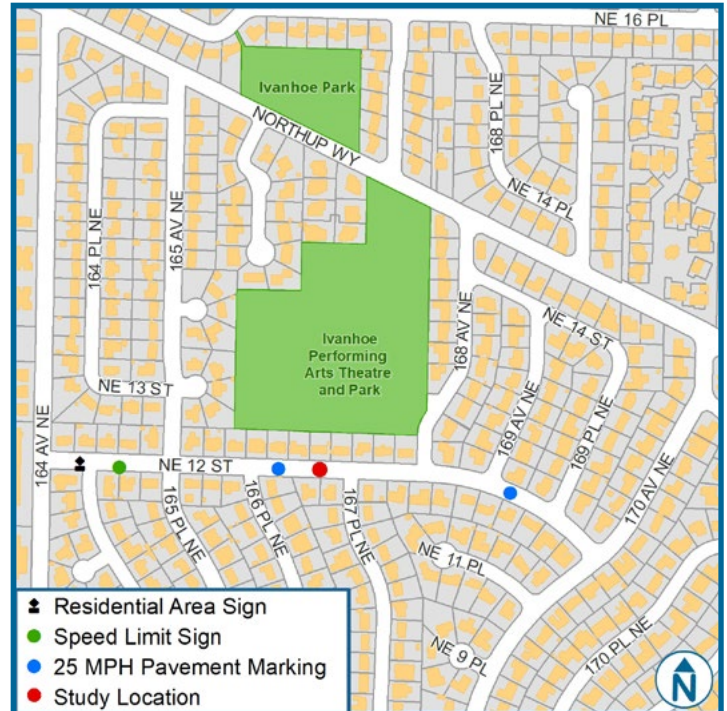 NE 16 PL
Ivanhoe Park
NORTHUP WY
168 PL NE
NE 14 PL
164 PL NE
165 AV NE
Ivanhoe
Performing
Arts Theatre
and Park
168 AV NE
NE 14 ST
NE 13 ST
169 AV NE
169 PL NE
170 AV NE
164 AV NE
NE 12 ST
165 PL NE
166 PL NE
167 PL NE
NE 11 PL
NE 9 PL
170 PL NE
Residential Area Sign
Speed Limit Sign
25 MPH Pavement Marking
Study Location
N